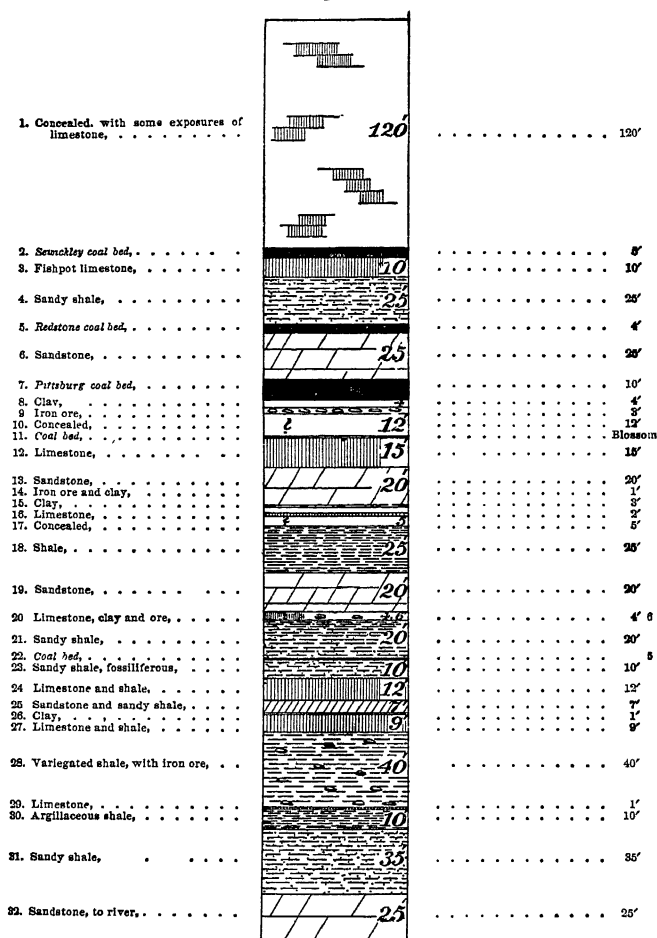 1. Concealed. with some exposures of
limestone, 120' 120'
2. Sewickley coal bed, 5'
3. Fishpot limestone, 10 10'
4. Sandy shale, 25' 25'
5. Redstone coal bed, 4'
6. Sandstone, 25 25'
7. Pittsburg coal bed, 10'
8. Clay, 4 4'
9 Iron ore, 3'
10. Concealed, 12 12'
11. Coal bed, Blossom
12. Limestone, 15' 15'
13. Sandstone, 20' 20'
14. Iron ore and clay, 1'
15. Clay, 3'
16. Limestone, 2'
17. Concealed, 5 5'
18. Shale, 25' 25'
19. Sandstone, 20' 20'
20 Limestone, clay and ore, 4.6 4' 6
21. Sandy shale, 20' 20'
22. Coal bed, 5
23. Sandy shale, fossiliferous, 10' 10'
24 Limestone and shale, 12 12'
25 Sandstone and sandy shale, 7' 7'
26. Clay, 1'
27. Limestone and shale, 9' 9'
28. Variegated shale, with iron ore, 40' 40'
29. Limestone, 1'
30. Argillaceous shale, 10 10'
31. Sandy shale, 35' 35'
32. Sandstone, to river, 25' 25'